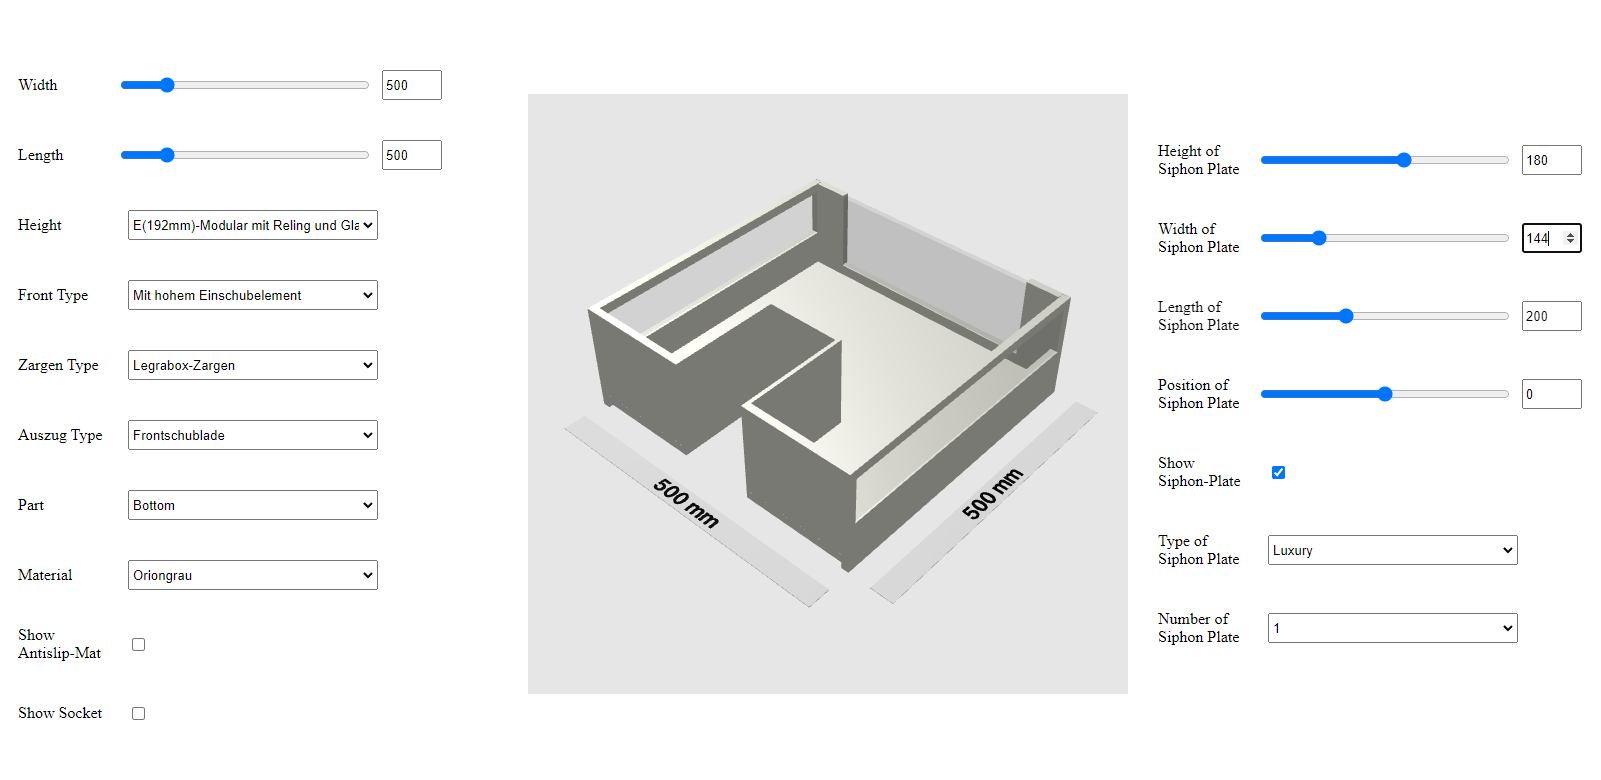 Width
500
Length
500
Height
E(192mm)-Modular mit Reling und Gla
Front Type
Mit hohem Einschubelement
Zargen Type
Legrabox-Zargen
Auszug Type
Frontschublade
Part
Bottom
Material
Oriongrau
Show
Antislip-Mat
Show Socket
500 mm
500 mm
Height of
Siphon Plate
180
Width of
Siphon Plate
144
Length of
Siphon Plate
200
Position of
Siphon Plate
0
Show
Siphon-Plate
Type of
Siphon Plate
Luxury
Number of
Siphon Plate
1